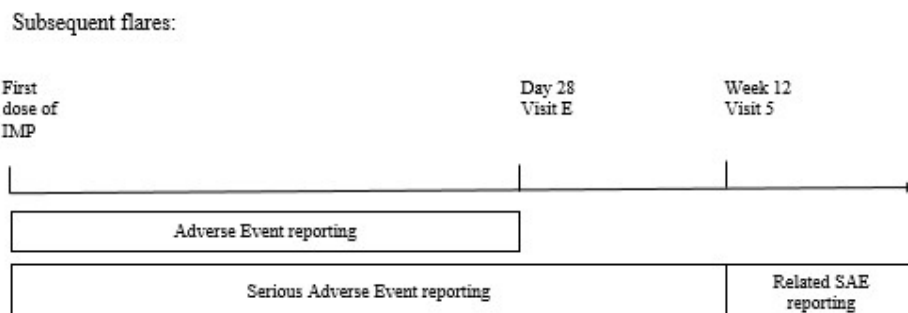 Subsequent flares:
First
dose of
IMP
Day 28
Visit E
Week 12
Visit 5
Adverse Event reporting
Serious Adverse Event reporting
Related SAE
reporting